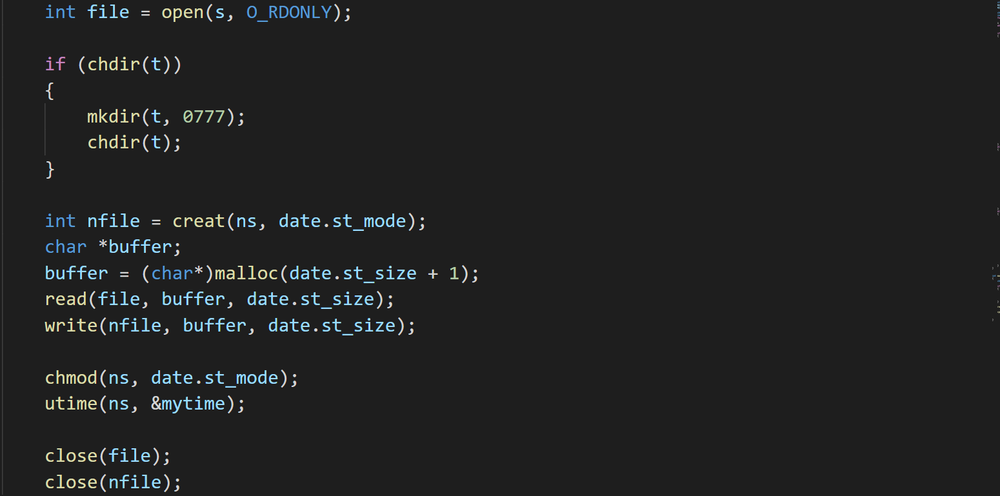 int file = open(s, O_RDONLY);
if (chdir(t))
{
mkdir(t, 0777);
chdir(t);
}
int nfile = creat(ns, date.st_mode);
char *buffer;
buffer = (char*)malloc(date.st_size + 1);
read(file, buffer, date.st_size);
write(nfile, buffer, date.st_size);
chmod(ns, date.st_mode);
utime(ns, &mytime);
close(file);
close(nfile);